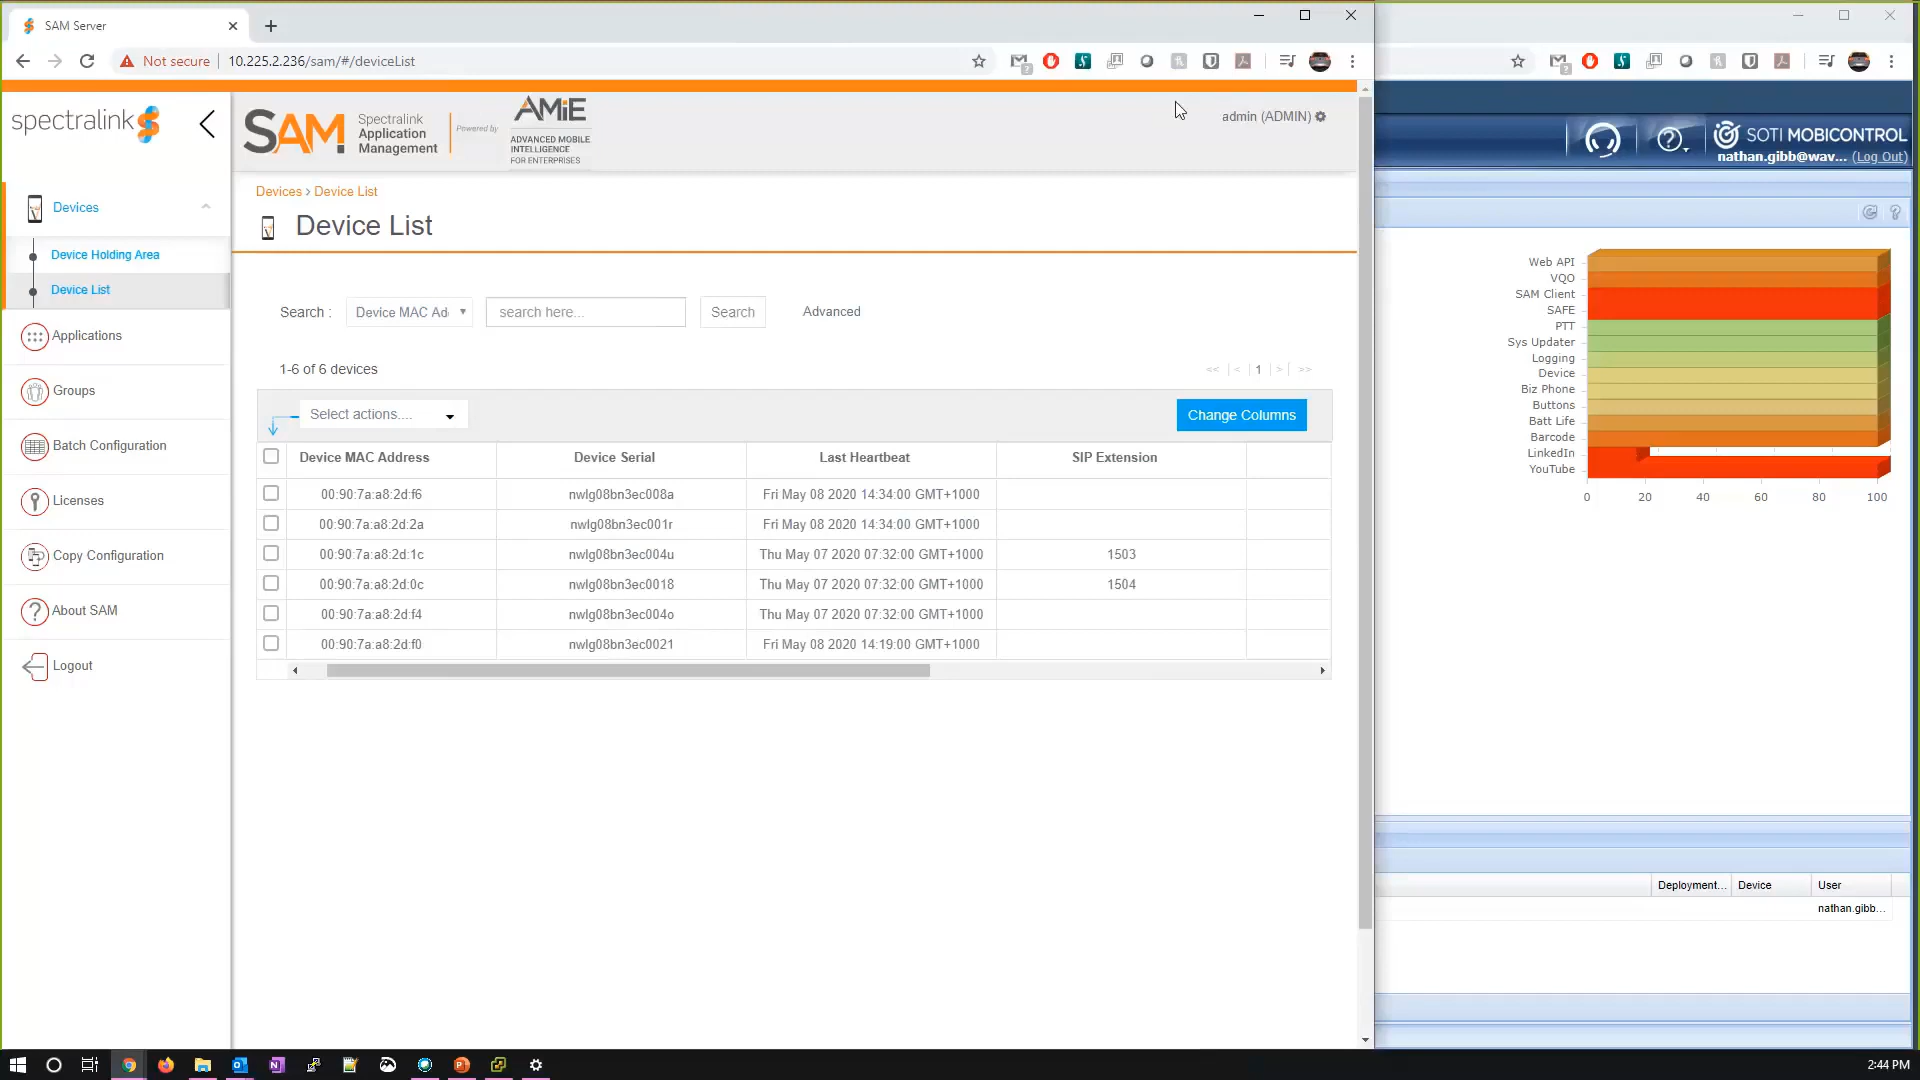 SAM Server
Not secure
10.225.2.236/sam/#/deviceList
spectralink
SAM
Spectralink
Application
Management
Powered by
AMiE
ADVANCED MOBILE
INTELLIGENCE
FOR ENTERPRISES
admin (ADMIN)
SOTI MOBICONTROL
nathan.gibb@wav... (Log Out)
Devices
Device Holding Area
Device List
Applications
Groups
Batch Configuration
Licenses
Copy Configuration
About SAM
Logout
Devices › Device List
Device List
Search : Device MAC Ad search here... Search Advanced
1-6 of 6 devices << < 1 > >>
Select actions.... Change Columns
Device MAC Address Device Serial Last Heartbeat SIP Extension
00:90:7a:a8:2d:f6 nwlg08bn3ec008a Fri May 08 2020 14:34:00 GMT+1000
00:90:7a:a8:2d:2a nwlg08bn3ec001r Fri May 08 2020 14:34:00 GMT+1000
00:90:7a:a8:2d:1c nwlg08bn3ec004u Thu May 07 2020 07:32:00 GMT+1000 1503
00:90:7a:a8:2d:0c nwlg08bn3ec0018 Thu May 07 2020 07:32:00 GMT+1000 1504
00:90:7a:a8:2d:f4 nwlg08bn3ec004o Thu May 07 2020 07:32:00 GMT+1000
00:90:7a:a8:2d:f0 nwlg08bn3ec0021 Fri May 08 2020 14:19:00 GMT+1000
Web API
VQO
SAM Client
SAFE
PTT
Sys Updater
Logging
Device
Biz Phone
Buttons
Batt Life
Barcode
LinkedIn
YouTube
0 20 40 60 80 100
Deployment... Device User
nathan.gibb...
2:44 PM